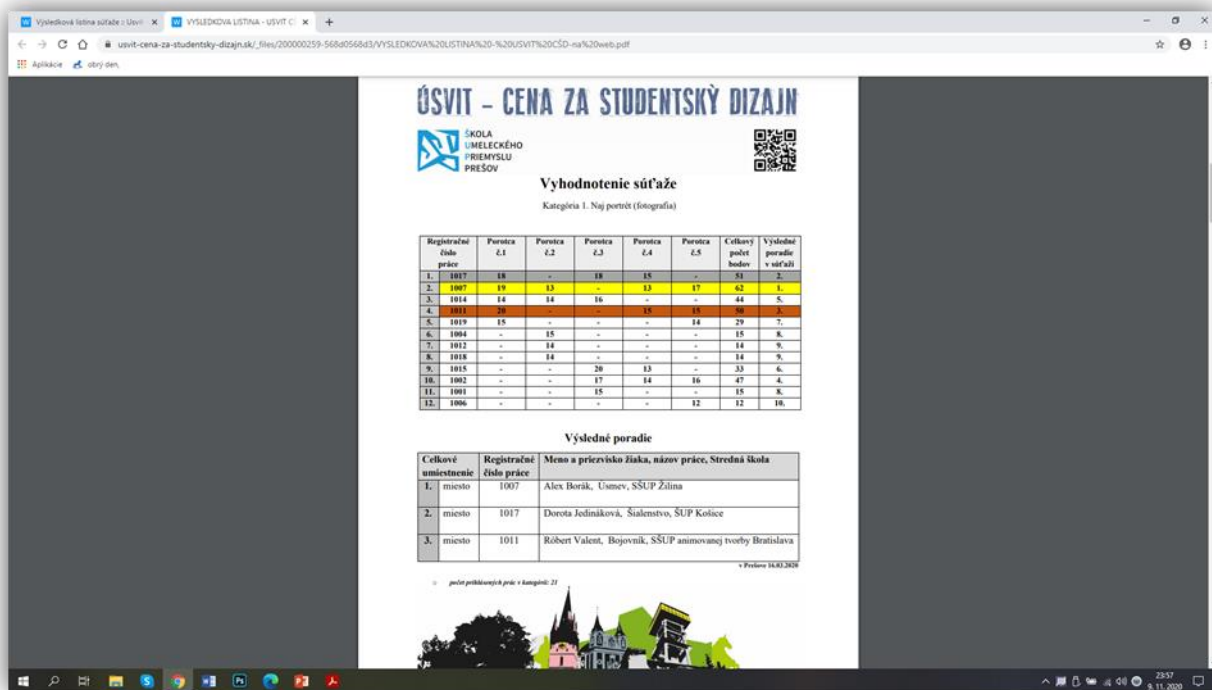 Výsledková listina súťaže z Úsvit
VYSLEDKOVA LISTINA - USVIT C
usvit-cena-za-studentsky-dizajn.sk/_files/200000259-568d0568d3/VYSLEDKOVA%20LISTINA%20-%20USVIT%20CŠD-na%20web.pdf
Aplikácie obrý den,
ÚSVIT - CENA ZA STUDENTSKÝ DIZAJN
ŠKOLA
UMELECKÉHO
PRIEMYSLU
PREŠOV
Vyhodnotenie súťaže
Kategória 1. Naj portrét (fotografia)
Registračné číslo práce Porotca č.1 Porotca č.2 Porotca č.3 Porotca č.4 Porotca č.5 Celkový počet bodov Výsledné poradie v súťaži
1. 1017 18 - 18 15 - 51 2.
2. 1007 19 13 - 13 17 62 1.
3. 1014 14 14 16 - - 44 5.
4. 1011 20 - - 15 15 50 3.
5. 1019 15 - - - 14 29 7.
6. 1004 - 15 - - - 15 8.
7. 1012 - 14 - - - 14 9.
8. 1018 - 14 - - - 14 9.
9. 1015 - - 20 13 - 33 6.
10. 1002 - - 17 14 16 47 4.
11. 1001 - - 15 - - 15 8.
12. 1006 - - - - 12 12 10.
Výsledné poradie
Celkové umiestnenie Registračné číslo práce Meno a priezvisko žiaka, názov práce, Stredná škola
1. miesto 1007 Alex Borák, Úsmev, SŠUP Žilina
2. miesto 1017 Dorota Jedináková, Šialenstvo, ŠUP Košice
3. miesto 1011 Róbert Valent, Bojovník, SŠUP animovanej tvorby Bratislava
v Prešove 16.03.2020
počet prihlásených prác v kategórii: 21
23:57
9. 11. 2020